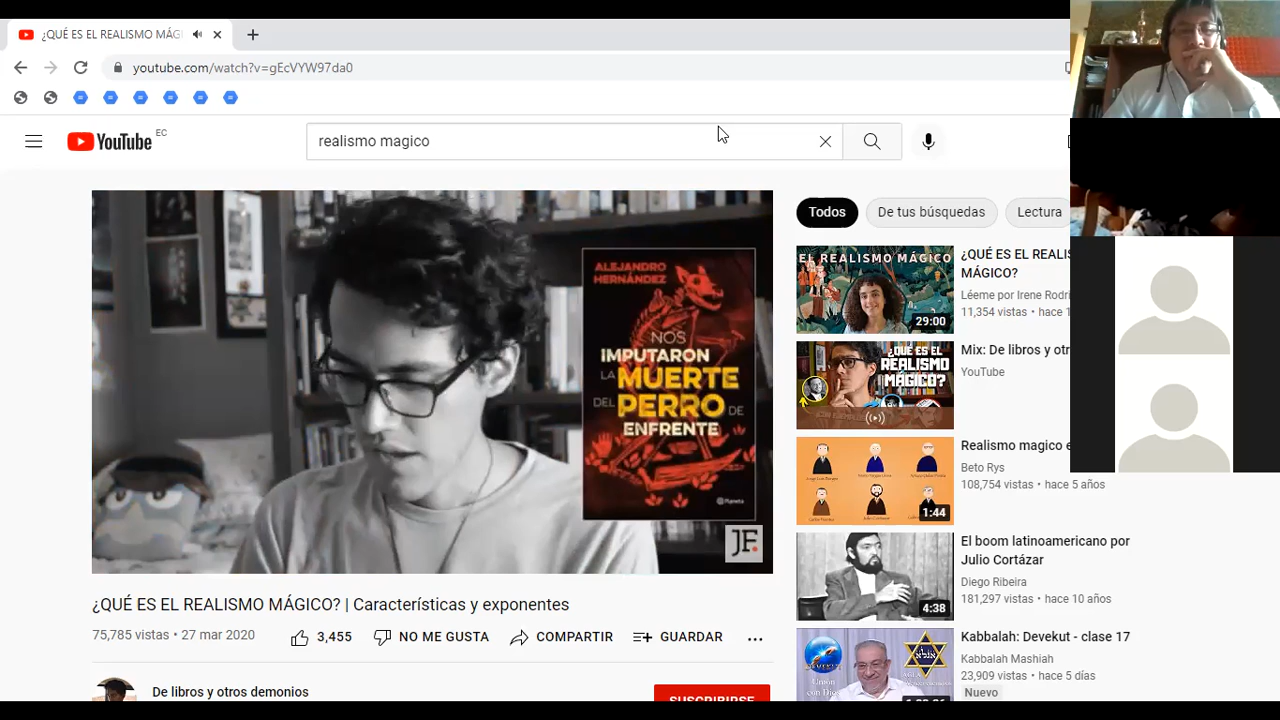 ¿QUÉ ES EL REALISMO MÁGI
youtube.com/watch?v=gEcVYW97da0
YouTube
EC
realismo magico
ALEJANDRO
HERNÁNDEZ
NOS
IMPUTARON
LA MUERTE
DEL PERRO DE
ENFRENTE
Planeta
JF.
¿QUÉ ES EL REALISMO MÁGICO? | Características y exponentes
75,785 vistas • 27 mar 2020
3,455
NO ME GUSTA
COMPARTIR
GUARDAR
De libros y otros demonios
SUSCRIBIRSE
Todos
De tus búsquedas
Lectura
EL REALISMO MÁGICO
29:00
¿QUÉ ES EL REALIS
MÁGICO?
Léeme por Irene Rodrí
11,354 vistas • hace 1
¿QUÉ ES EL
REALISMO
MÁGICO?
Mix: De libros y otr
YouTube
1:44
Realismo magico e
Beto Rys
108,754 vistas • hace 5 años
4:38
El boom latinoamericano por
Julio Cortázar
Diego Ribeira
181,297 vistas • hace 10 años
Unión
con Dios
Kabbalah: Devekut - clase 17
Kabbalah Mashiah
23,909 vistas • hace 5 días
Nuevo